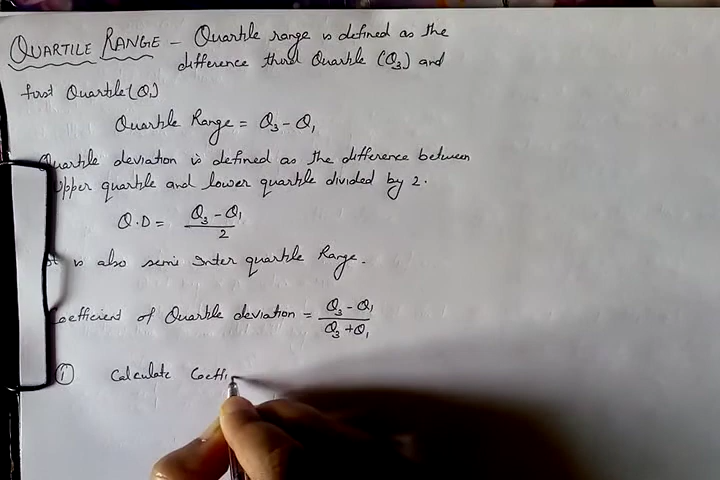 QUARTILE RANGE - Quartile range is defined as the
difference third Quartile (Q3) and
first Quartile (Q1)
Quartile Range = Q3 - Q1
Quartile deviation is defined as the difference between
upper quartile and lower quartile divided by 2.
Q.D = Q3 - Q1 / 2
It is also semi Inter quartile Range.
Coefficient of Quartile deviation = Q3 - Q1 / Q3 + Q1
(i) Calculate Coeffi